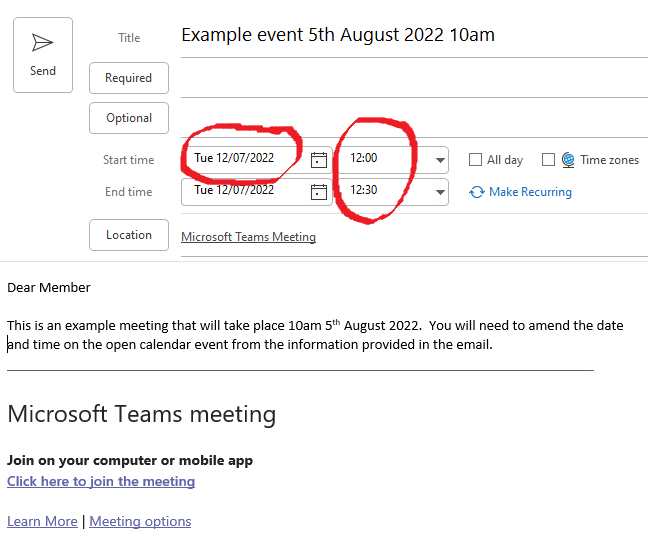 Send
Title
Example event 5th August 2022 10am
Required
Optional
Start time
Tue 12/07/2022
12:00
All day
Time zones
End time
Tue 12/07/2022
12:30
Make Recurring
Location
Microsoft Teams Meeting
Dear Member
This is an example meeting that will take place 10am 5th August 2022.  You will need to amend the date
and time on the open calendar event from the information provided in the email.
Microsoft Teams meeting
Join on your computer or mobile app
Click here to join the meeting
Learn More | Meeting options